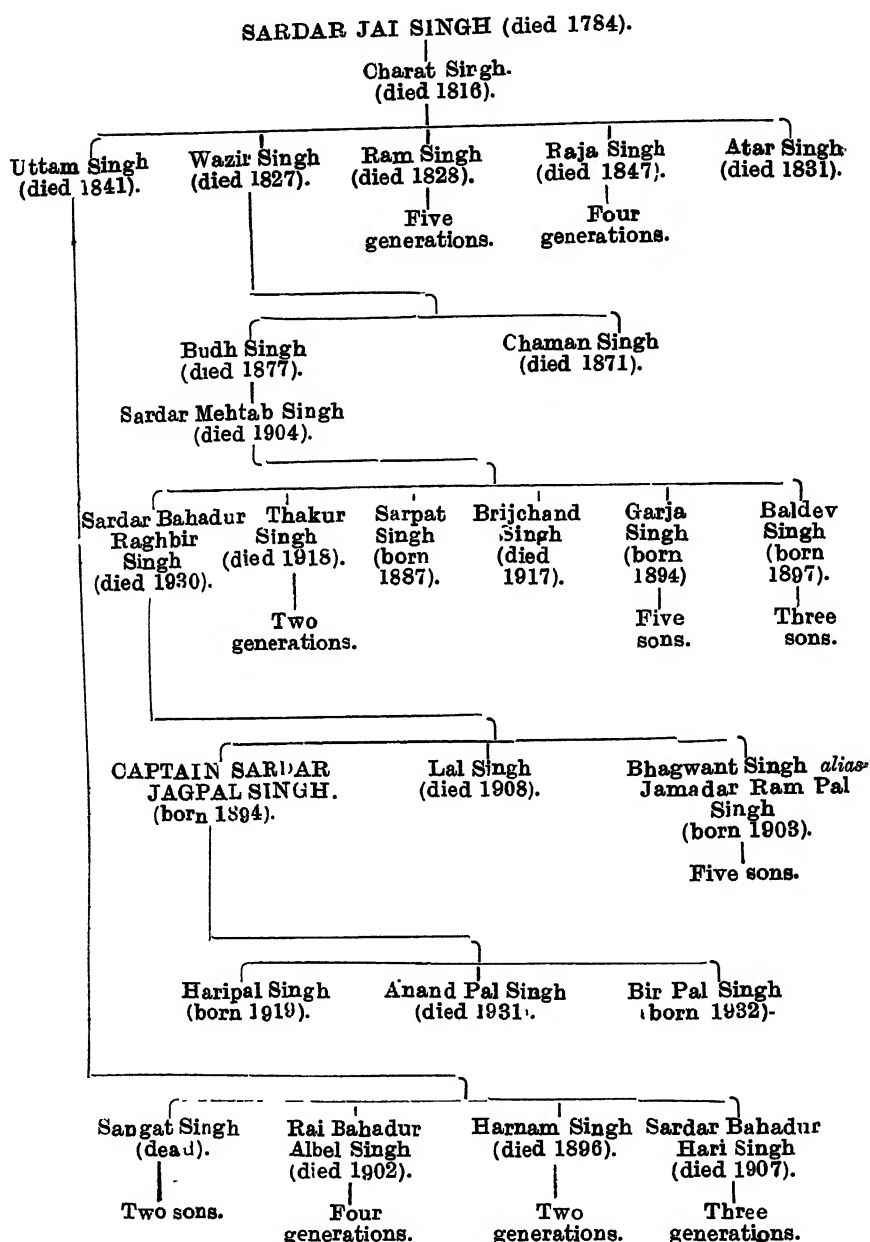 SARDAR JAI SINGH (died 1784).
Charat Singh.
(died 1816).
Uttam Singh
(died 1841).
Wazir Singh
(died 1827).
Ram Singh
(died 1828).
Raja Singh
(died 1847).
Atar Singh
(died 1831).
Five
generations.
Four
generations.
Budh Singh
(died 1877).
Chaman Singh
(died 1871).
Sardar Mehtab Singh
(died 1904).
Sardar Bahadur
Raghbir
Singh
(died 1930).
Thakur
Singh
(died 1918).
Sarpat
Singh
(born
1887).
Brijchand
Singh
(died
1917).
Garja
Singh
(born
1894)
Baldev
Singh
(born
1897).
Two
generations.
Five
sons.
Three
sons.
CAPTAIN SARDAR
JAGPAL SINGH.
(born 1894).
Lal Singh
(died 1908).
Bhagwant Singh alias
Jamadar Ram Pal
Singh
(born 1903).
Five sons.
Haripal Singh
(born 1919).
Anand Pal Singh
(died 1931).
Bir Pal Singh
(born 1932)-
Sangat Singh
(dead).
Rai Bahadur
Albel Singh
(died 1902).
Harnam Singh
(died 1896).
Sardar Bahadur
Hari Singh
(died 1907).
Two sons.
Four
generations.
Two
generations.
Three
generations.